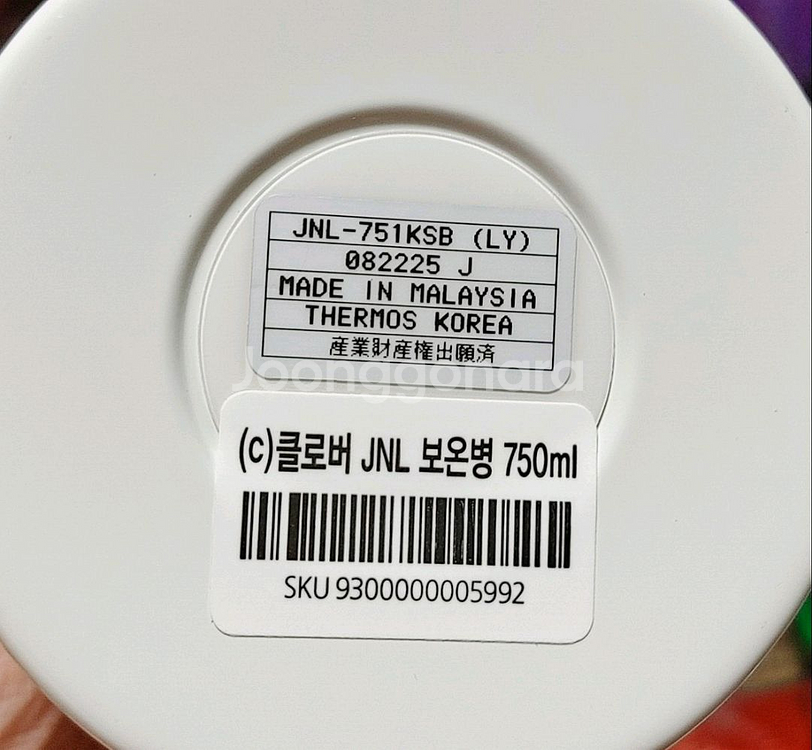 JNL-751KSB (LY)
082225 J
MADE IN MALAYSIA
THERMOS KOREA
産業財産権出願済
Joonggonara
(c)클로버 JNL 보온병 750ml
SKU 9300000005992